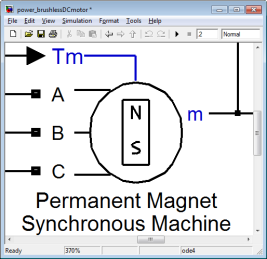 power_brushlessDCmotor *
File Edit View Simulation Format Tools Help
2 Normal
Tm
A
N
m
B
S
C
Permanent Magnet
Synchronous Machine
Ready 370% ode4